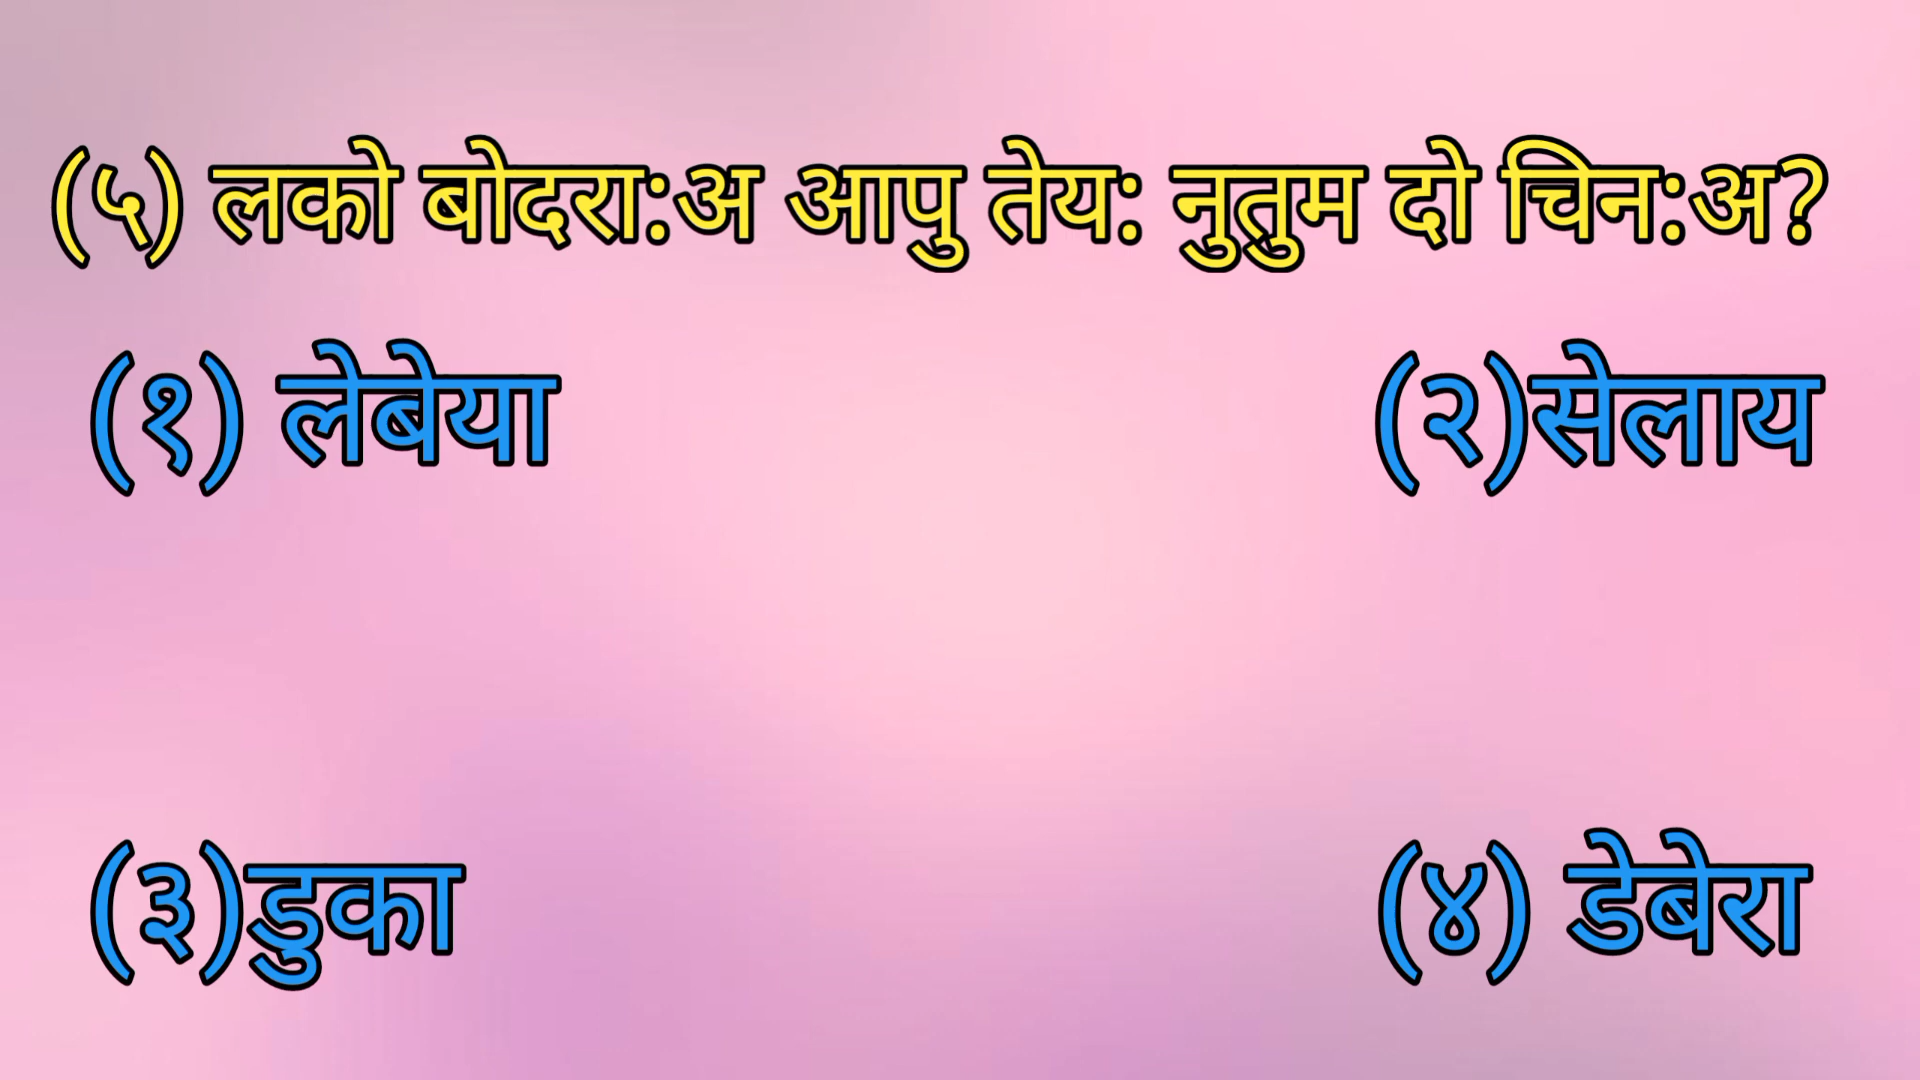 (५) लको बोदरा:अ आपु तेय: नुतुम दो चिन:अ?
(१) लेबेया
(२)सेलाय
(३)डुका
(४) डेबेरा